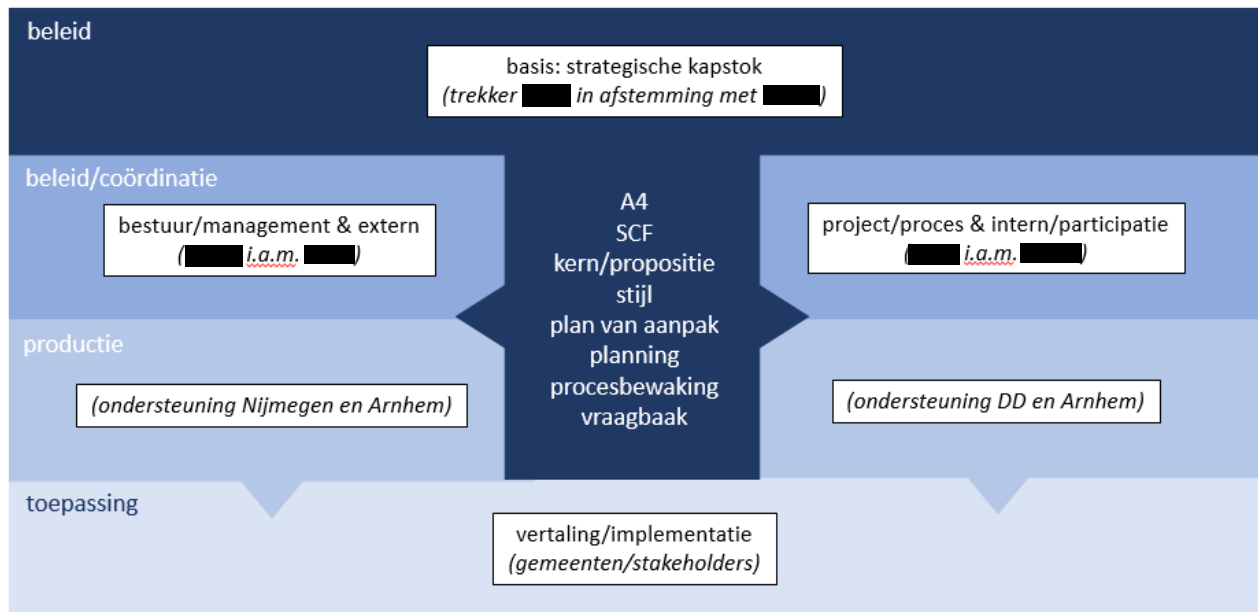 beleid
basis: strategische kapstok
(trekker in afstemming met )
beleid/coördinatie
bestuur/management & extern
( i.a.m. )
A4
SCF
kern/propositie
stijl
plan van aanpak
planning
procesbewaking
vraagbaak
project/proces & intern/participatie
( i.a.m. )
productie
(ondersteuning Nijmegen en Arnhem)
(ondersteuning DD en Arnhem)
toepassing
vertaling/implementatie
(gemeenten/stakeholders)